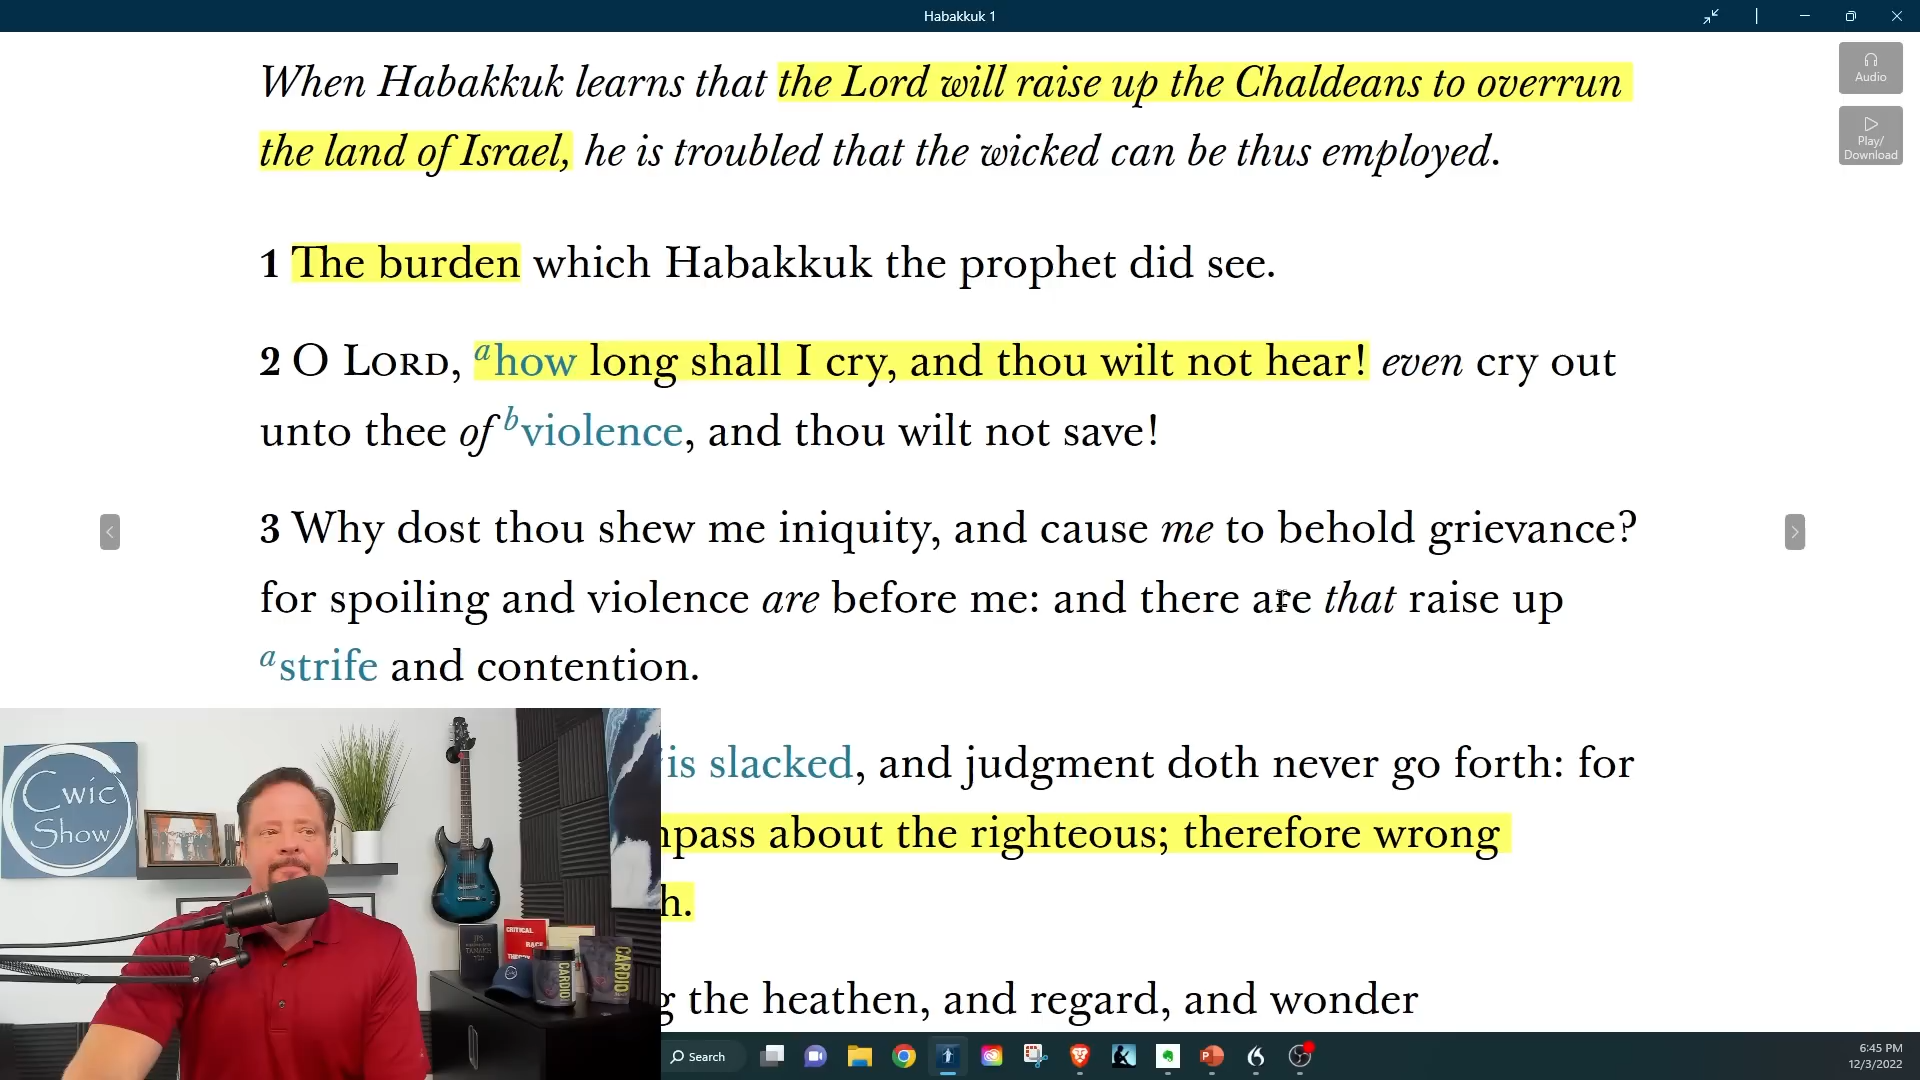 Habakkuk 1
Audio
Play/
Download
When Habakkuk learns that the Lord will raise up the Chaldeans to overrun
the land of Israel, he is troubled that the wicked can be thus employed.
1 The burden which Habakkuk the prophet did see.
2 O LORD, a how long shall I cry, and thou wilt not hear! even cry out
unto thee of b violence, and thou wilt not save!
3 Why dost thou shew me iniquity, and cause me to behold grievance?
for spoiling and violence are before me: and there are that raise up
a strife and contention.
is slacked, and judgment doth never go forth: for
pass about the righteous; therefore wrong
h.
the heathen, and regard, and wonder
Cwic
Show
CRITICAL
RACE
THEORY
TANAKH
CARDIO
CARDIO
Search
6:45 PM
12/3/2022